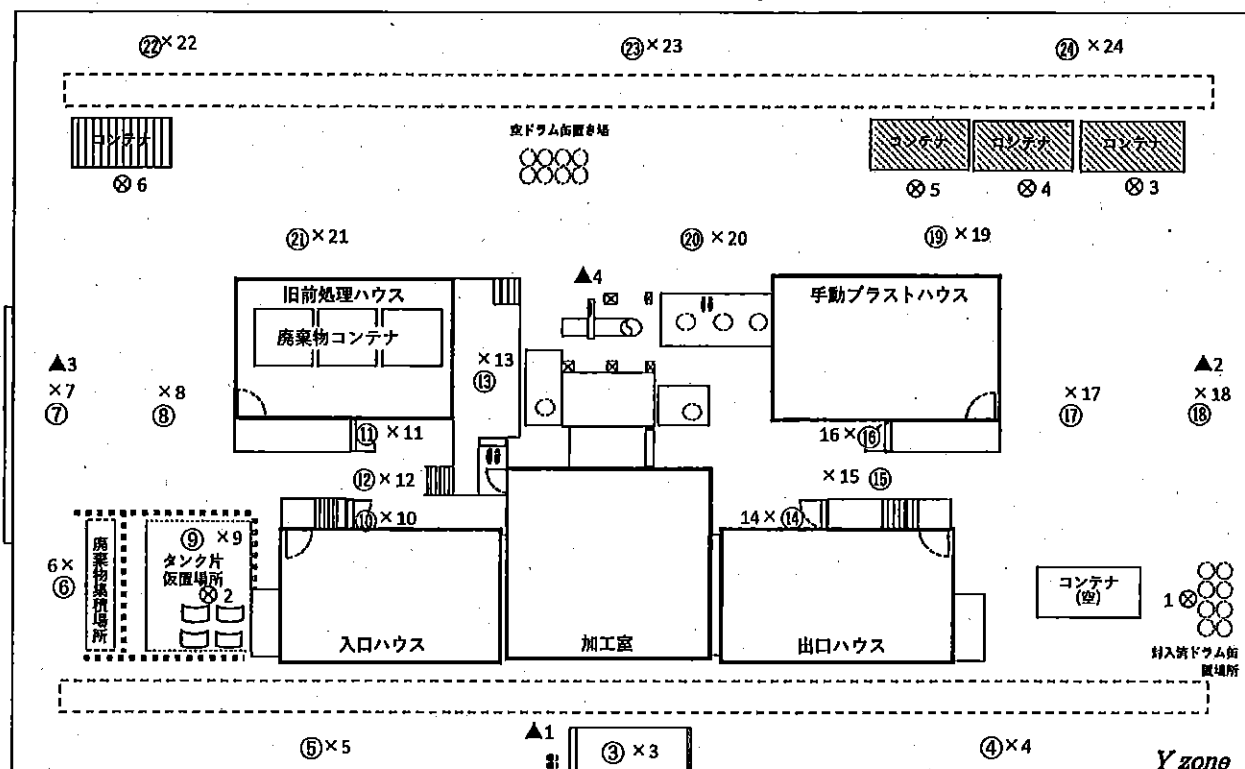 ㉒×22
㉓×23
㉔×24
コンテナ
空ドラム缶置き場
コンテナ
コンテナ
コンテナ
⊗6
⊗5
⊗4
⊗3
㉑×21
⑳×20
⑲×19
▲4
旧前処理ハウス
手動ブラストハウス
廃棄物コンテナ
▲3
×7
⑦
×8
⑧
×13
⑬
×17
⑰
▲2
×18
⑱
⑪×11
16×⑯
⑫×12
×15 ⑮
⑩×10
14×⑭
6×
⑥
廃棄物集積場所
⑨ ×9
タンク片
仮置場所
⊗2
コンテナ
(空)
1⊗
入口ハウス
加工室
出口ハウス
封入済ドラム缶
置場所
▲1
⑤×5
③×3
④×4
Y zone